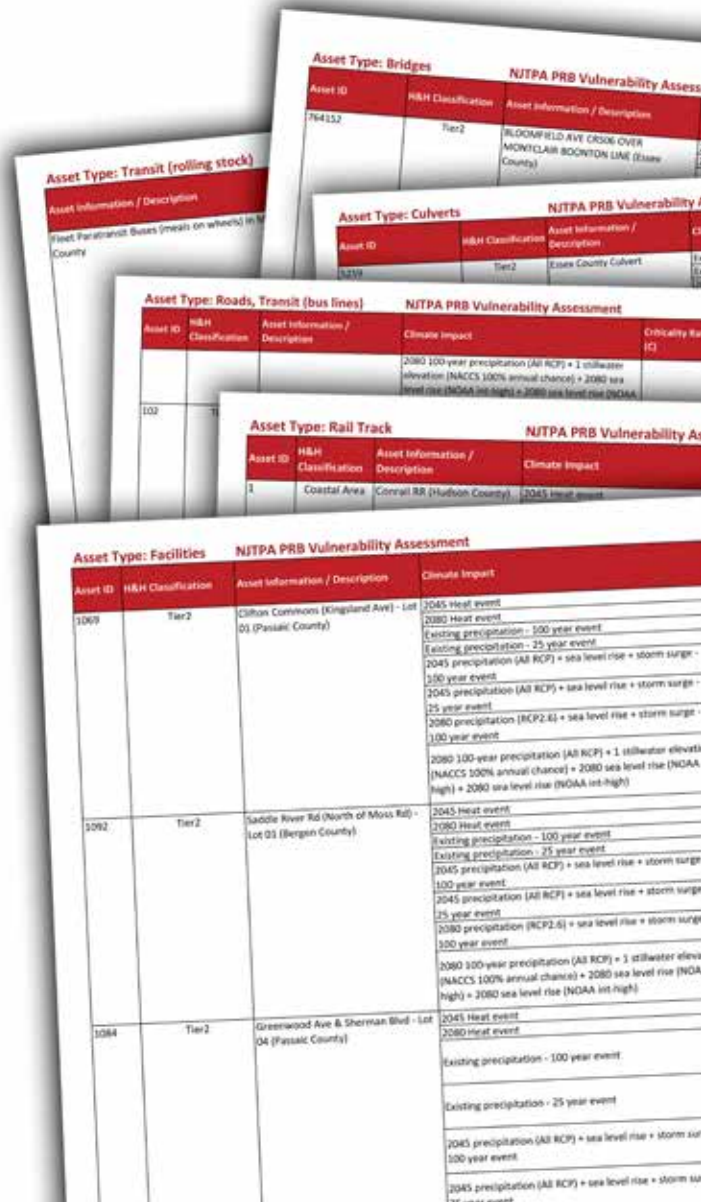 Asset Type: Bridges NJTPA PRB Vulnerability Assess
Asset ID H&H Classification Asset Information / Description
764152 Tier2 BLOOMFIELD AVE CR506 OVER
MONTCLAIR BOONTON LINE (Essex
County)
Asset Type: Transit (rolling stock)
Asset Information / Description
Fleet Paratransit Buses (meals on wheels) in M
County
Asset Type: Culverts NJTPA PRB Vulnerability A
Asset ID H&H Classification Asset Information /
Description
5259 Tier2 Essex County Culvert
Asset Type: Roads, Transit (bus lines) NJTPA PRB Vulnerability Assessment
Asset ID H&H
Classification Asset Information /
Description Climate Impact Criticality Ra
(C)
2080 100-year precipitation (All RCP) + 1 stillwater
elevation (NACCS 100% annual chance) + 2080 sea
level rise (NOAA int-high) + 2080 sea level rise (NOAA
102
Asset Type: Rail Track NJTPA PRB Vulnerability As
Asset ID H&H
Classification Asset Information /
Description Climate Impact
1 Coastal Area Conrail RR (Hudson County) 2045 Heat event
Asset Type: Facilities NJTPA PRB Vulnerability Assessment
Asset ID H&H Classification Asset Information / Description Climate Impact
1069 Tier2 Clifton Commons (Kingsland Ave) - Lot
01 (Passaic County)
2045 Heat event
2080 Heat event
Existing precipitation - 100 year event
Existing precipitation - 25 year event
2045 precipitation (All RCP) + sea level rise + storm surge -
100 year event
2045 precipitation (All RCP) + sea level rise + storm surge -
25 year event
2080 precipitation (RCP2.6) + sea level rise + storm surge -
100 year event
2080 100-year precipitation (All RCP) + 1 stillwater elevati
(NACCS 100% annual chance) + 2080 sea level rise (NOAA
high) + 2080 sea level rise (NOAA int-high)
1092 Tier2 Saddle River Rd (North of Moss Rd) -
Lot 01 (Bergen County)
2045 Heat event
2080 Heat event
Existing precipitation - 100 year event
Existing precipitation - 25 year event
2045 precipitation (All RCP) + sea level rise + storm surge
100 year event
2045 precipitation (All RCP) + sea level rise + storm surge
25 year event
2080 precipitation (RCP2.6) + sea level rise + storm surge
100 year event
2080 100-year precipitation (All RCP) + 1 stillwater eleva
(NACCS 100% annual chance) + 2080 sea level rise (NOA
high) + 2080 sea level rise (NOAA int-high)
1084 Tier2 Greenwood Ave & Sherman Blvd - Lot
04 (Passaic County)
2045 Heat event
2080 Heat event
Existing precipitation - 100 year event
Existing precipitation - 25 year event
2045 precipitation (All RCP) + sea level rise + storm sur
100 year event
2045 precipitation (All RCP) + sea level rise + storm su
25 year event